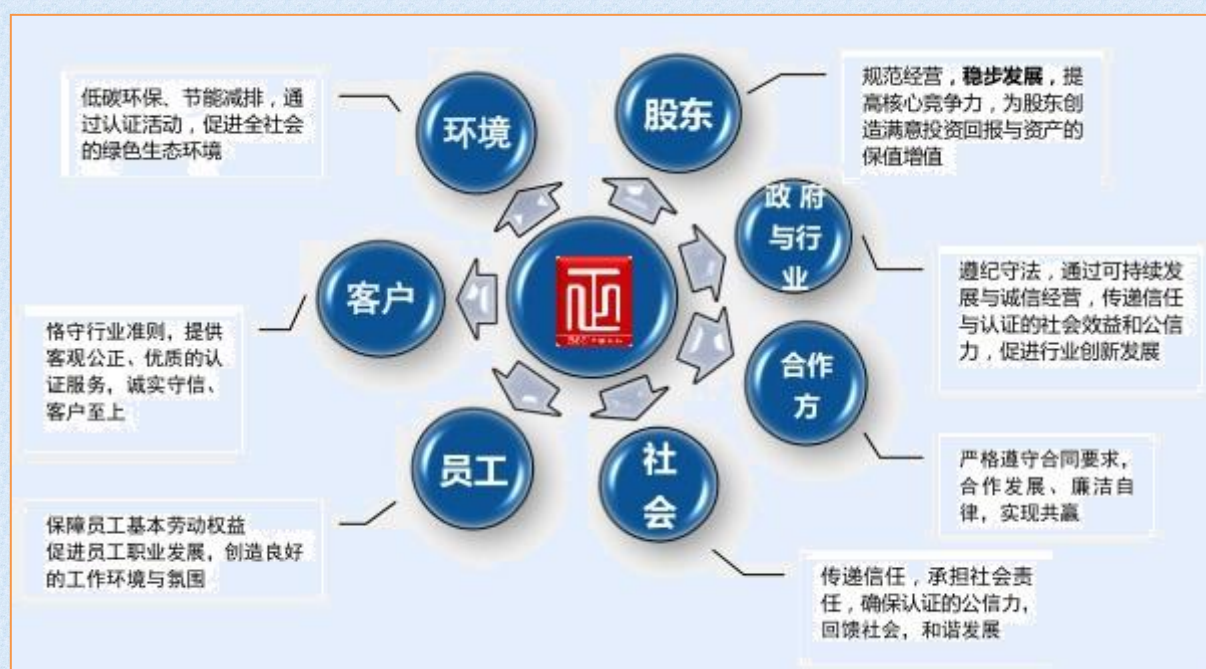 低碳环保、节能减排，通
过认证活动，促进全社会
的绿色生态环境
环境
股东
规范经营，稳步发展，提
高核心竞争力，为股东创
造满意投资回报与资产的
保值增值
政 府
与行
业
遵纪守法，通过可持续发
展与诚信经营，传递信任
与认证的社会效益和公信
力，促进行业创新发展
客户
恪守行业准则，提供
客观公正、优质的认
证服务，诚实守信、
客户至上
合作
方
严格遵守合同要求，
合作发展、廉洁自
律，实现共赢
员工
保障员工基本劳动权益
促进员工职业发展，创造良好
的工作环境与氛围
社
会
传递信任，承担社会责
任，确保认证的公信力，
回馈社会，和谐发展